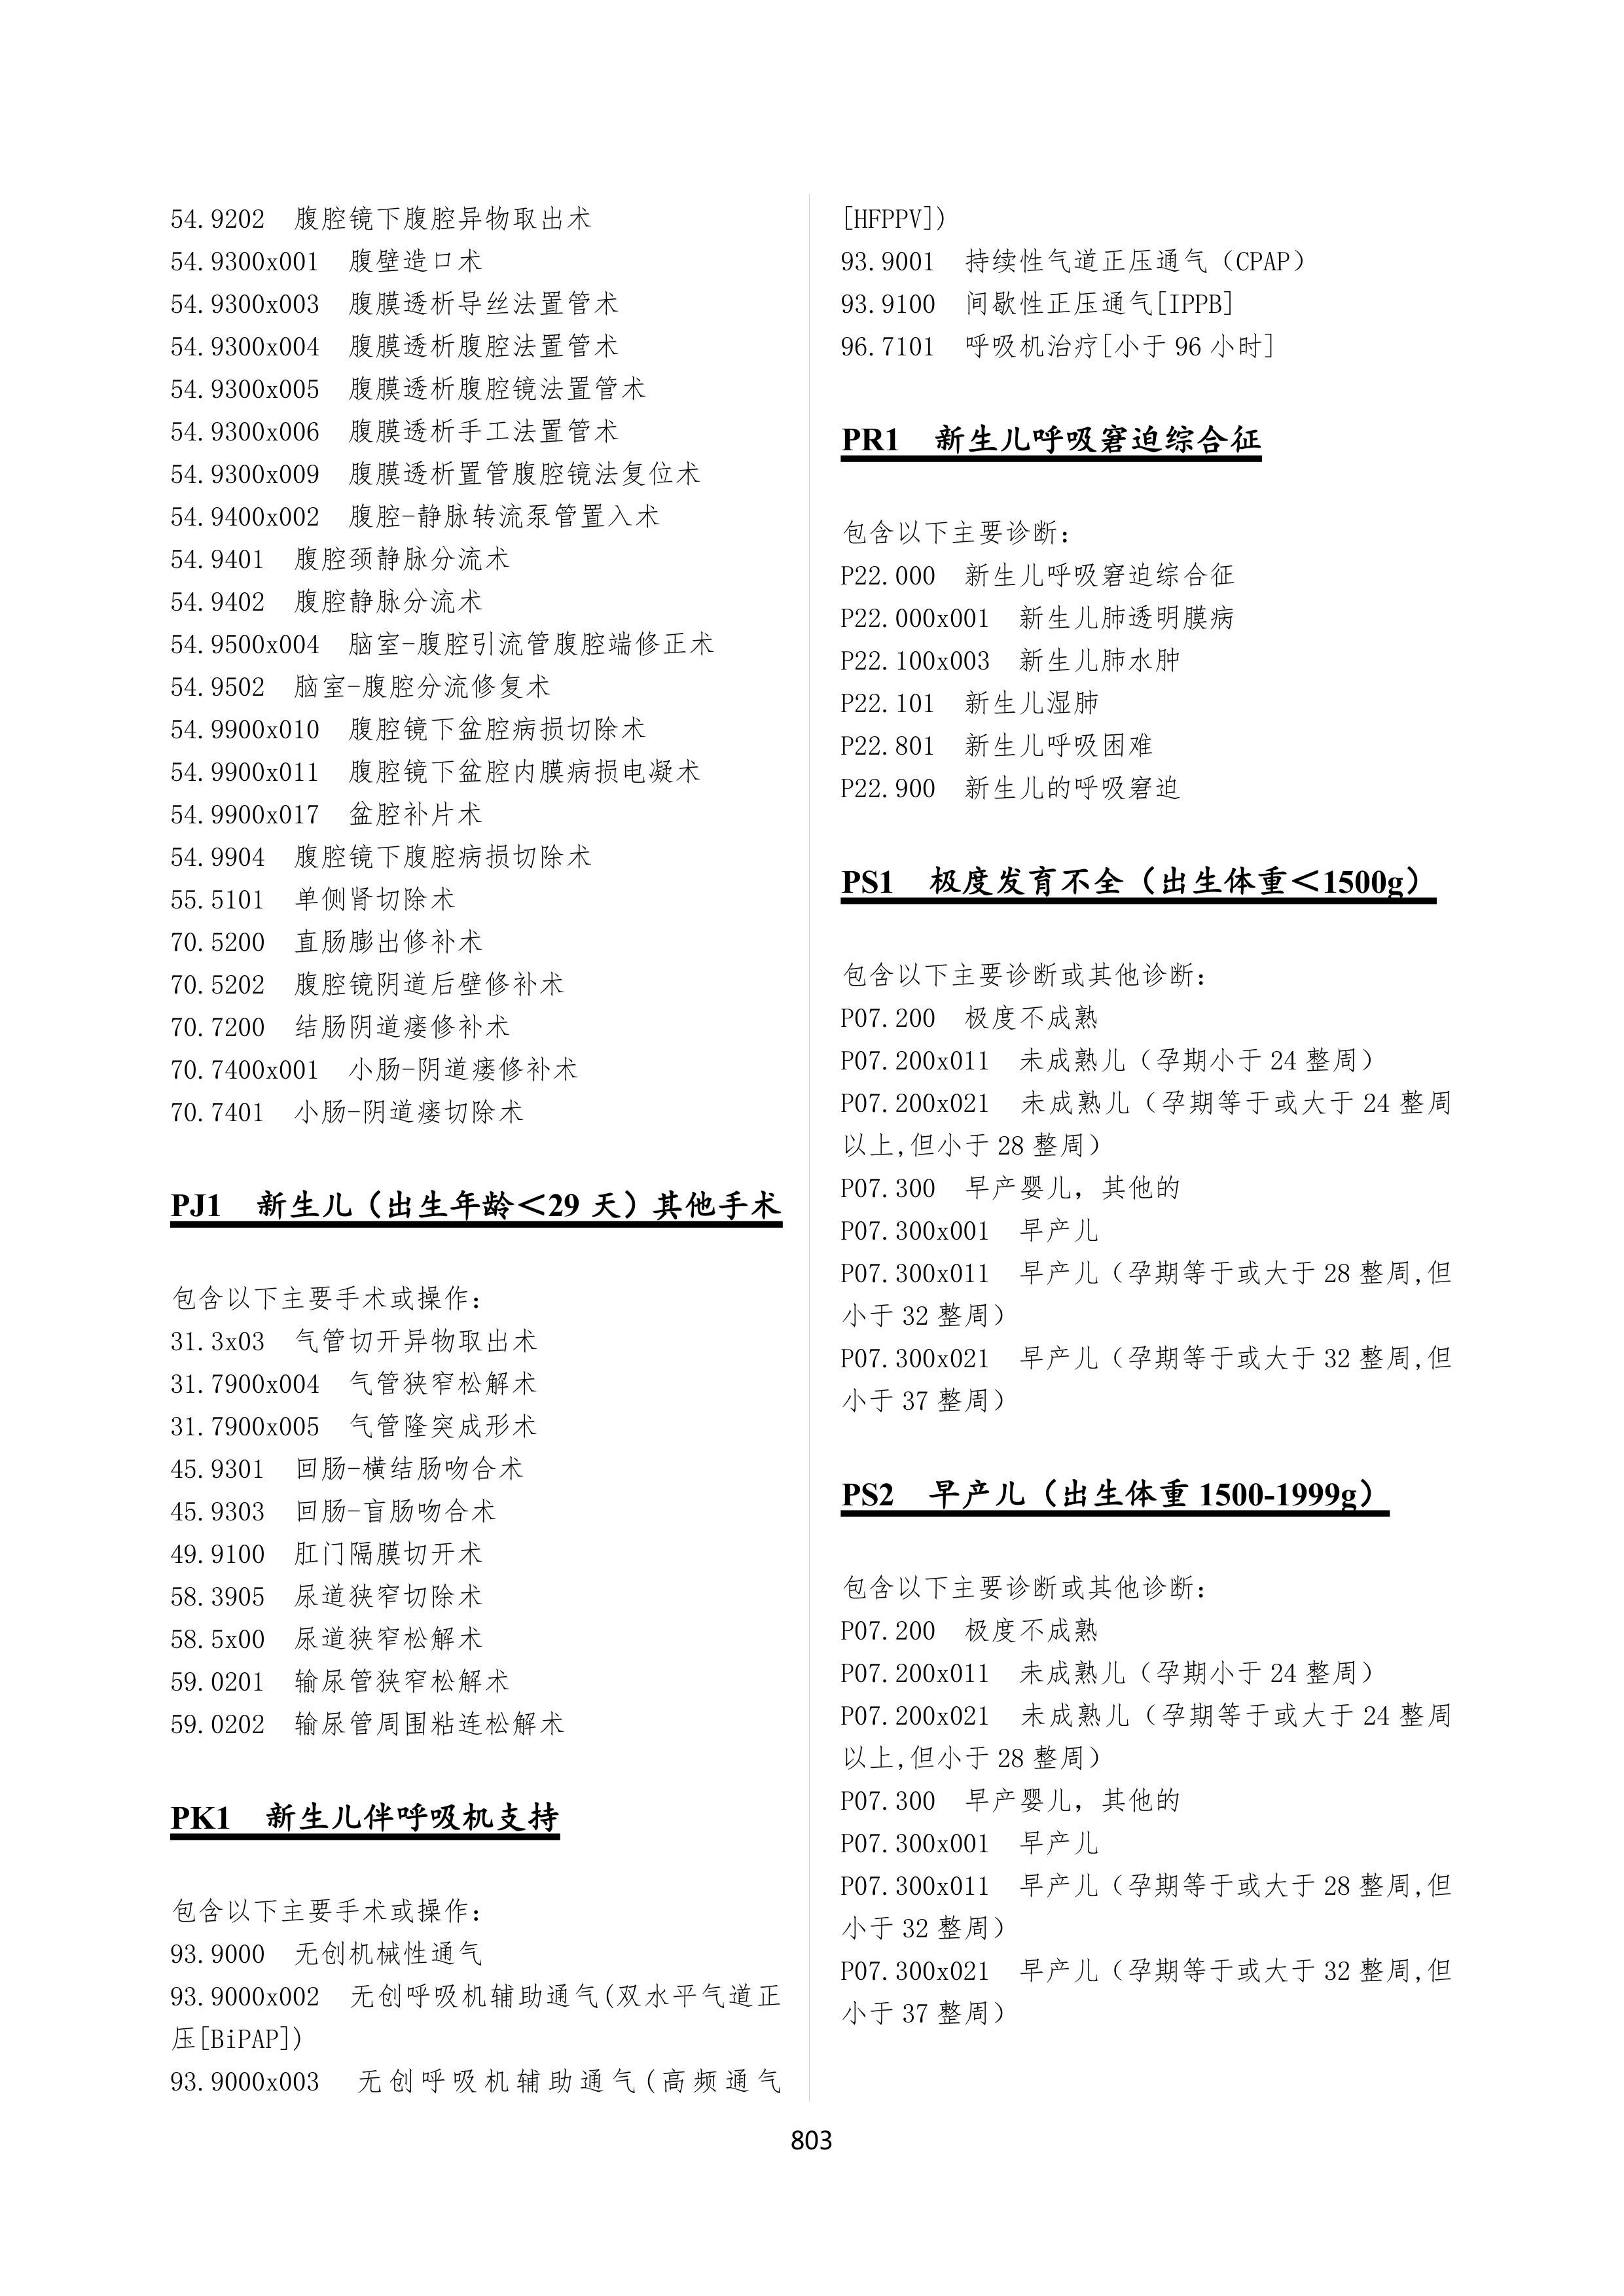 54.9202  腹腔镜下腹腔异物取出术
54.9300x001  腹壁造口术
54.9300x003  腹膜透析导丝法置管术
54.9300x004  腹膜透析腹腔法置管术
54.9300x005  腹膜透析腹腔镜法置管术
54.9300x006  腹膜透析手工法置管术
54.9300x009  腹膜透析置管腹腔镜法复位术
54.9400x002  腹腔-静脉转流泵管置入术
54.9401  腹腔颈静脉分流术
54.9402  腹腔静脉分流术
54.9500x004  脑室-腹腔引流管腹腔端修正术
54.9502  脑室-腹腔分流修复术
54.9900x010  腹腔镜下盆腔病损切除术
54.9900x011  腹腔镜下盆腔内膜病损电凝术
54.9900x017  盆腔补片术
54.9904  腹腔镜下腹腔病损切除术
55.5101  单侧肾切除术
70.5200  直肠膨出修补术
70.5202  腹腔镜阴道后壁修补术
70.7200  结肠阴道瘘修补术
70.7400x001  小肠-阴道瘘修补术
70.7401  小肠-阴道瘘切除术
PJ1  新生儿（出生年龄＜29 天）其他手术
包含以下主要手术或操作：
31.3x03  气管切开异物取出术
31.7900x004  气管狭窄松解术
31.7900x005  气管隆突成形术
45.9301  回肠-横结肠吻合术
45.9303  回肠-盲肠吻合术
49.9100  肛门隔膜切开术
58.3905  尿道狭窄切除术
58.5x00  尿道狭窄松解术
59.0201  输尿管狭窄松解术
59.0202  输尿管周围粘连松解术
PK1  新生儿伴呼吸机支持
包含以下主要手术或操作：
93.9000  无创机械性通气
93.9000x002  无创呼吸机辅助通气(双水平气道正
压[BiPAP])
93.9000x003  无创呼吸机辅助通气(高频通气
[HFPPV])
93.9001  持续性气道正压通气（CPAP）
93.9100  间歇性正压通气[IPPB]
96.7101  呼吸机治疗[小于 96 小时]
PR1  新生儿呼吸窘迫综合征
包含以下主要诊断：
P22.000  新生儿呼吸窘迫综合征
P22.000x001  新生儿肺透明膜病
P22.100x003  新生儿肺水肿
P22.101  新生儿湿肺
P22.801  新生儿呼吸困难
P22.900  新生儿的呼吸窘迫
PS1  极度发育不全（出生体重＜1500g）
包含以下主要诊断或其他诊断：
P07.200  极度不成熟
P07.200x011  未成熟儿（孕期小于 24 整周）
P07.200x021  未成熟儿（孕期等于或大于 24 整周
以上,但小于 28 整周）
P07.300  早产婴儿，其他的
P07.300x001  早产儿
P07.300x011  早产儿（孕期等于或大于 28 整周,但
小于 32 整周）
P07.300x021  早产儿（孕期等于或大于 32 整周,但
小于 37 整周）
PS2  早产儿（出生体重 1500-1999g）
包含以下主要诊断或其他诊断：
P07.200  极度不成熟
P07.200x011  未成熟儿（孕期小于 24 整周）
P07.200x021  未成熟儿（孕期等于或大于 24 整周
以上,但小于 28 整周）
P07.300  早产婴儿，其他的
P07.300x001  早产儿
P07.300x011  早产儿（孕期等于或大于 28 整周,但
小于 32 整周）
P07.300x021  早产儿（孕期等于或大于 32 整周,但
小于 37 整周）
803